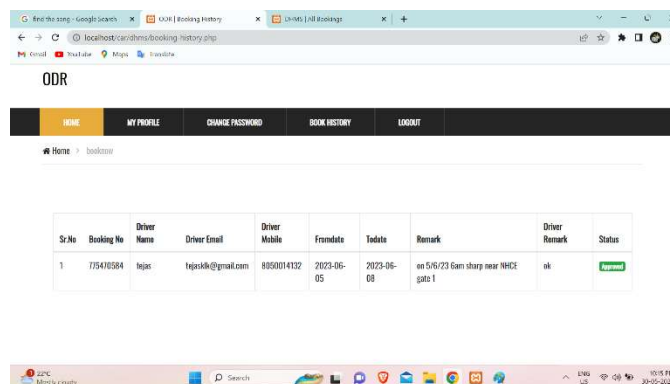 find the song - Google Search
ODR | Booking History
DHMS | All Bookings
localhost/car/dhms/booking-history.php
Gmail YouTube Maps translate
ODR
HOME MY PROFILE CHANGE PASSWORD BOOK HISTORY LOGOUT
Home > booknow
Sr.No Booking No Driver Name Driver Email Driver Mobile Fromdate Todate Remark Driver Remark Status
1 775470584 tejas tejasklk@gmail.com 8050014132 2023-06-05 2023-06-08 on 5/6/23 6am sharp near NHCE gate 1 ok Approved
22°C
Mostly cloudy
Search
ENG
US